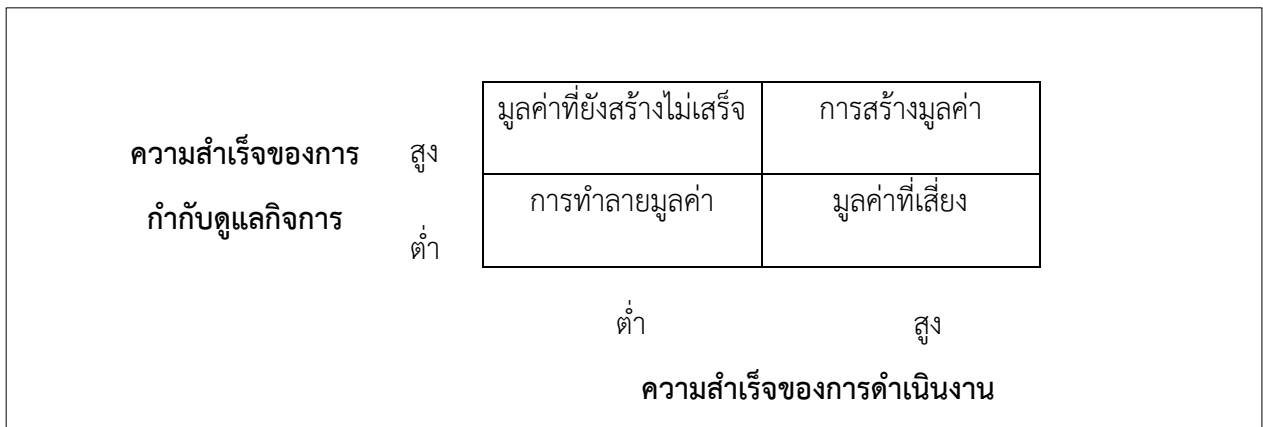 มูลค่าที่ยังสร้างไม่เสร็จ การสร้างมูลค่า
ความสำเร็จของการ สูง
การทำลายมูลค่า มูลค่าที่เสี่ยง
กำกับดูแลกิจการ
ต่ำ
ต่ำ สูง
ความสำเร็จของการดำเนินงาน